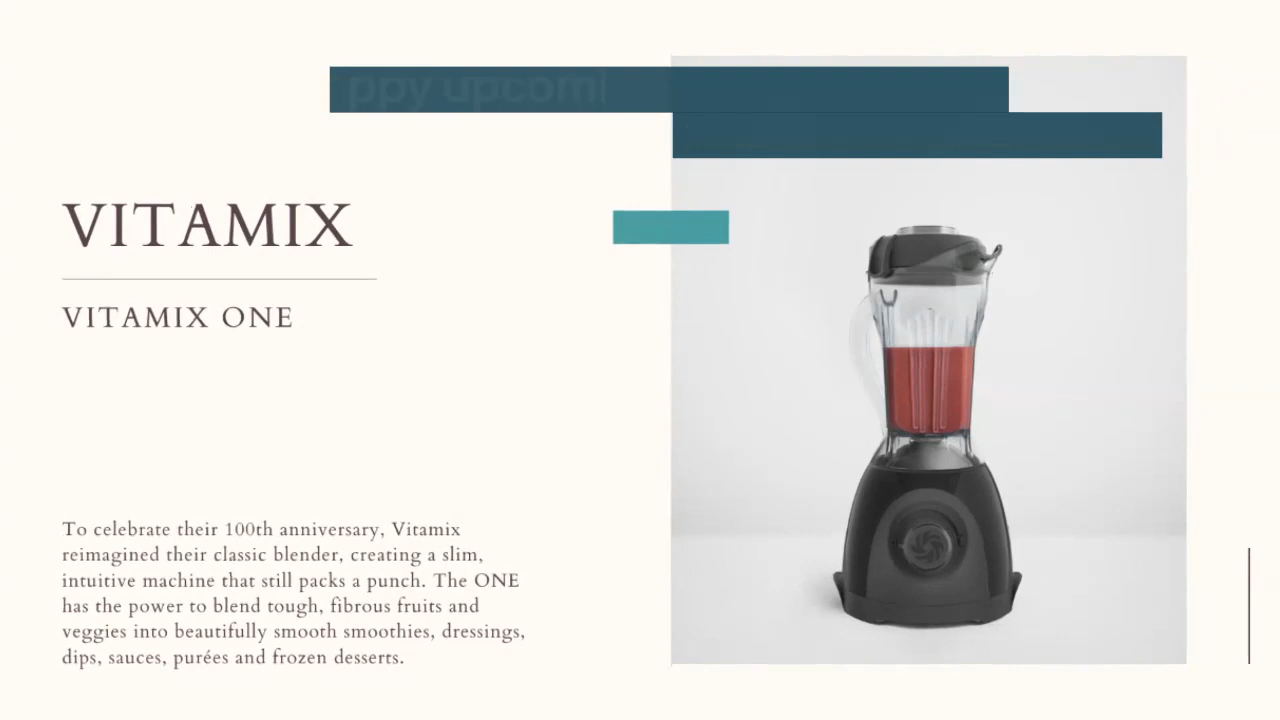 VITAMIX
VITAMIX ONE
To celebrate their 100th anniversary, Vitamix
reimagined their classic blender, creating a slim,
intuitive machine that still packs a punch. The ONE
has the power to blend tough, fibrous fruits and
veggies into beautifully smooth smoothies, dressings,
dips, sauces, purées and frozen desserts.